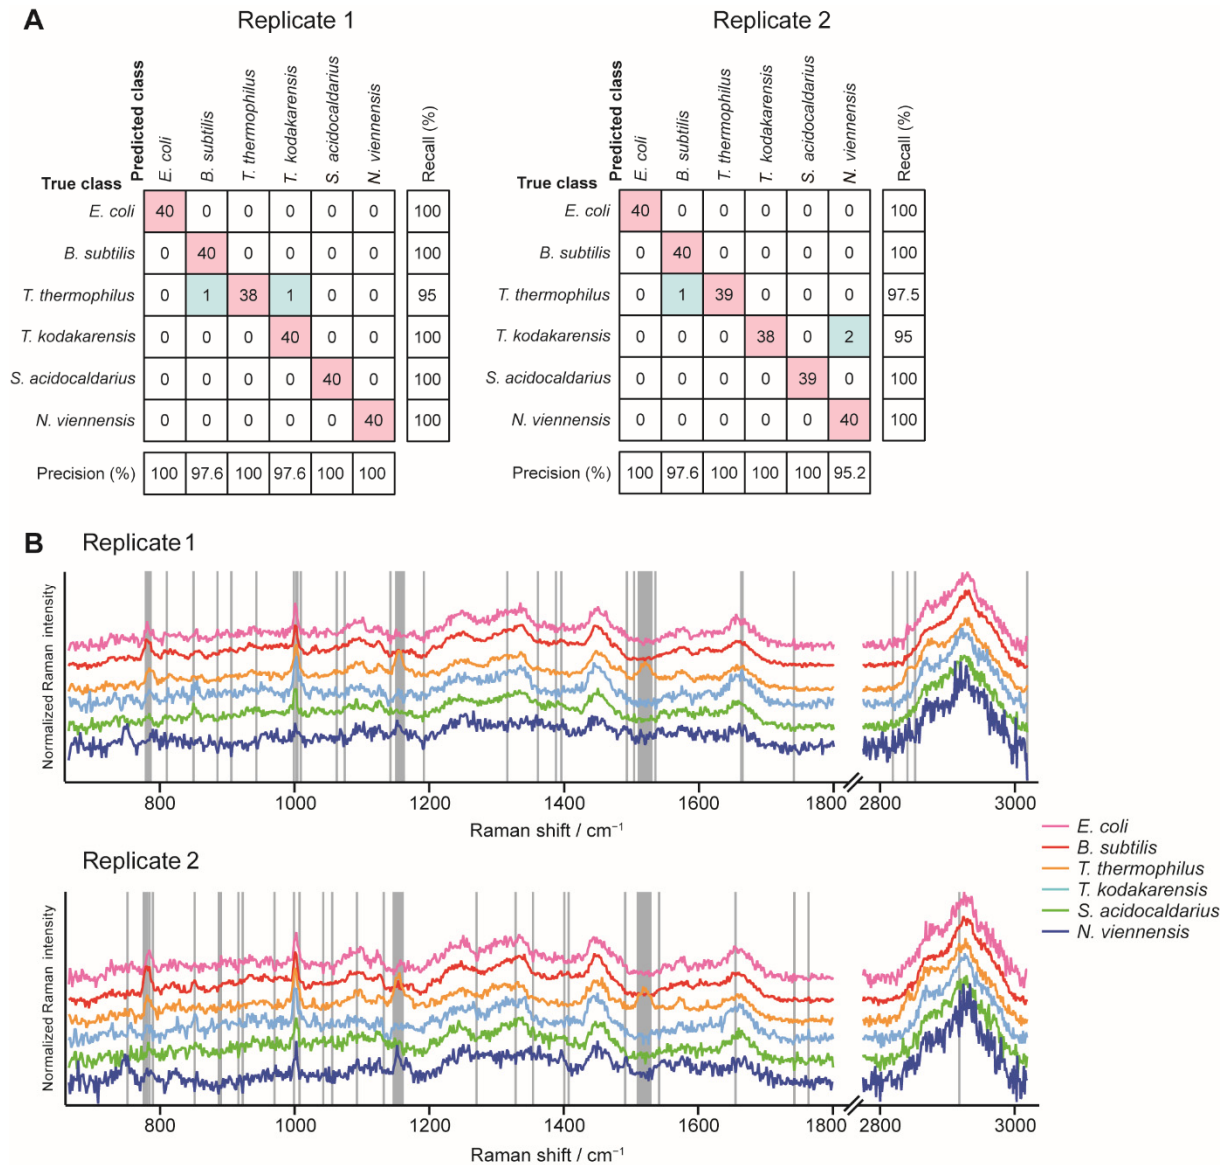 A
Replicate 1
Replicate 2
Predicted class
E. coli
B. subtilis
T. thermophilus
T. kodakarensis
S. acidocaldarius
N. viennensis
Recall (%)
True class
E. coli 40 0 0 0 0 0 100
B. subtilis 0 40 0 0 0 0 100
T. thermophilus 0 1 38 1 0 0 95
T. kodakarensis 0 0 0 40 0 0 100
S. acidocaldarius 0 0 0 0 40 0 100
N. viennensis 0 0 0 0 0 40 100
Precision (%) 100 97.6 100 97.6 100 100
Predicted class
E. coli
B. subtilis
T. thermophilus
T. kodakarensis
S. acidocaldarius
N. viennensis
Recall (%)
True class
E. coli 40 0 0 0 0 0 100
B. subtilis 0 40 0 0 0 0 100
T. thermophilus 0 1 39 0 0 0 97.5
T. kodakarensis 0 0 0 38 0 2 95
S. acidocaldarius 0 0 0 0 39 0 100
N. viennensis 0 0 0 0 0 40 100
Precision (%) 100 97.6 100 100 100 95.2
B
Replicate 1
Normalized Raman intensity
800 1000 1200 1400 1600 1800 2800 3000
Raman shift / cm⁻¹
Replicate 2
Normalized Raman intensity
800 1000 1200 1400 1600 1800 2800 3000
Raman shift / cm⁻¹
E. coli
B. subtilis
T. thermophilus
T. kodakarensis
S. acidocaldarius
N. viennensis